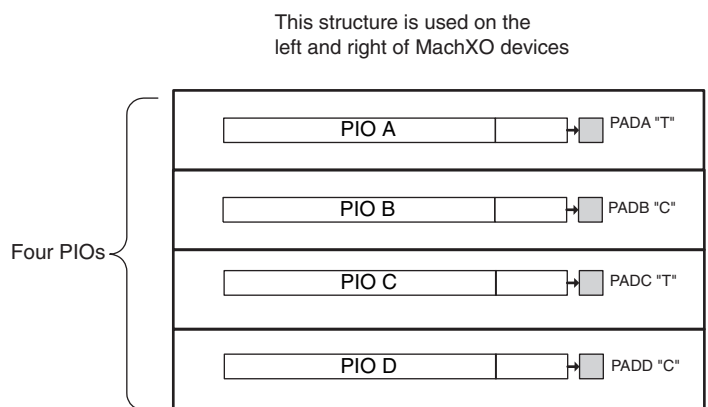 This structure is used on the
left and right of MachXO devices
PIO A
PADA "T"
PIO B
PADB "C"
Four PIOs
PIO C
PADC "T"
PIO D
PADD "C"